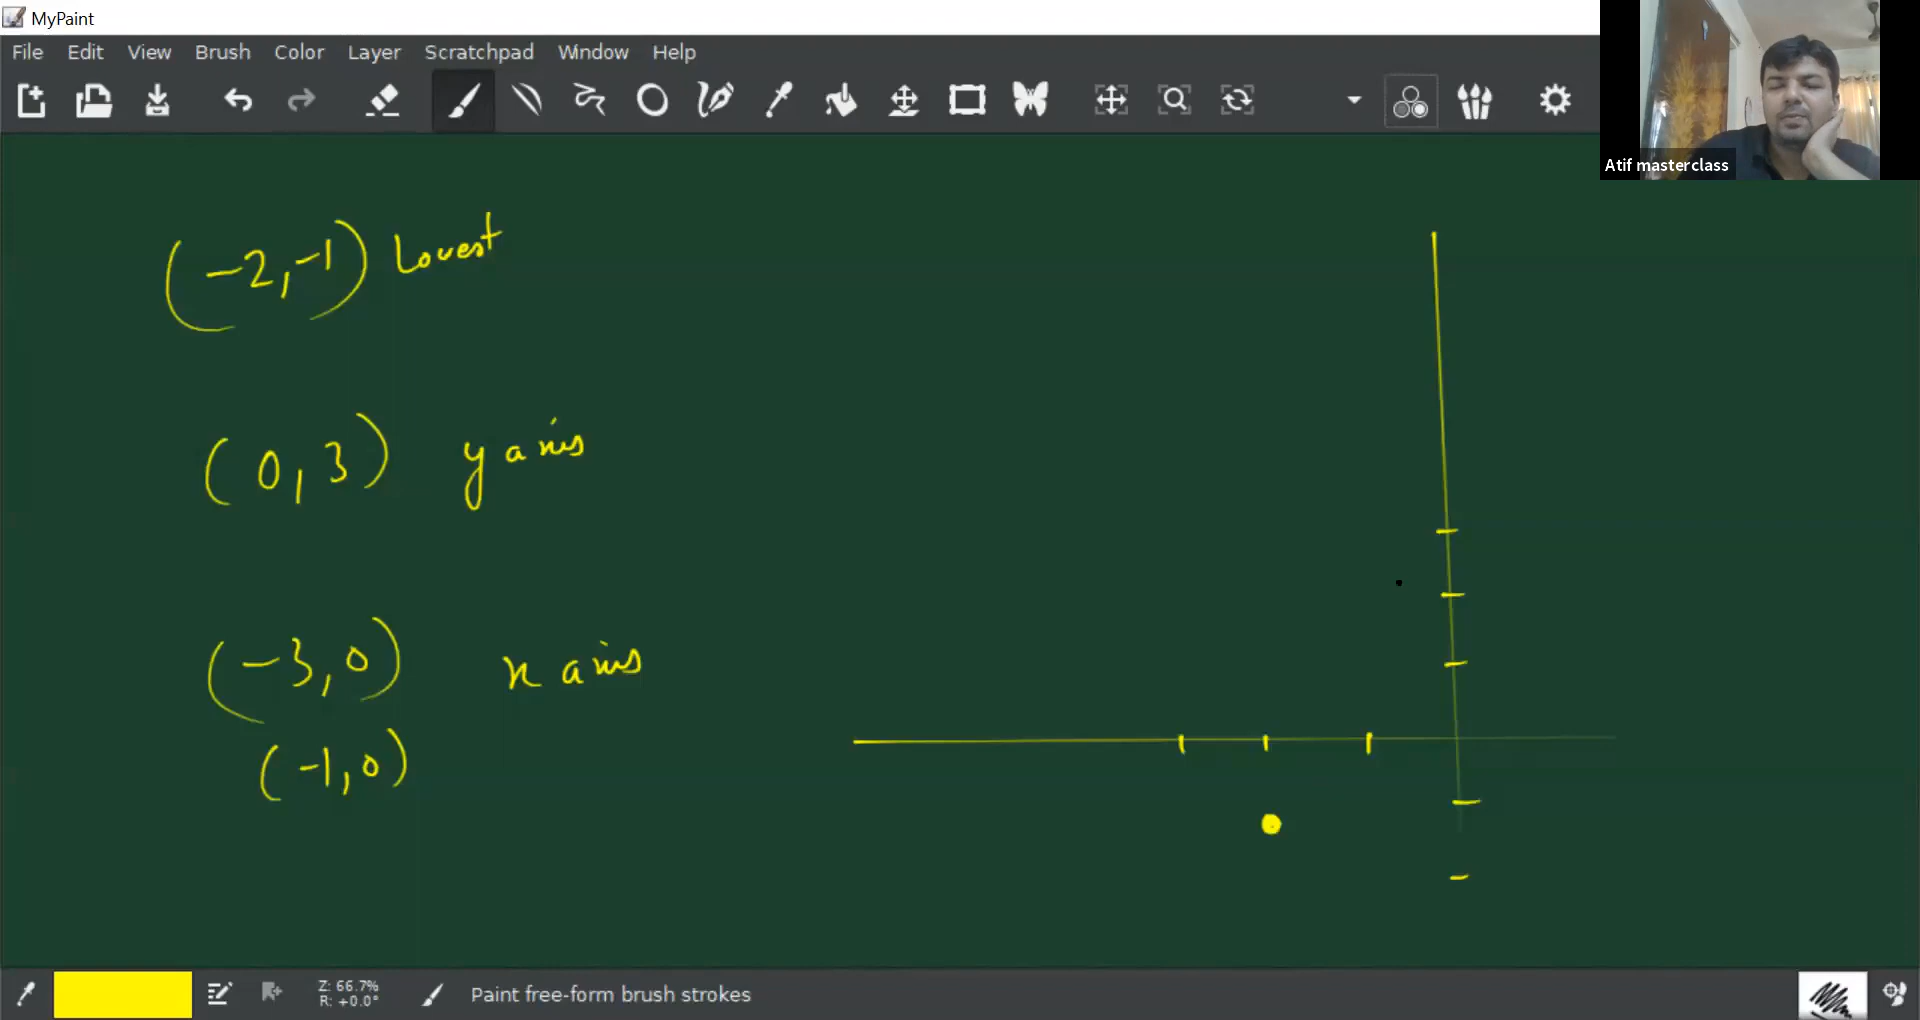 MyPaint
File Edit View Brush Color Layer Scratchpad Window Help
Atif masterclass
(-2,-1) Lowest
(0,3) y axis
(-3,0) x axis
(-1,0)
Z: 66.7%
R: +0.0°
Paint free-form brush strokes